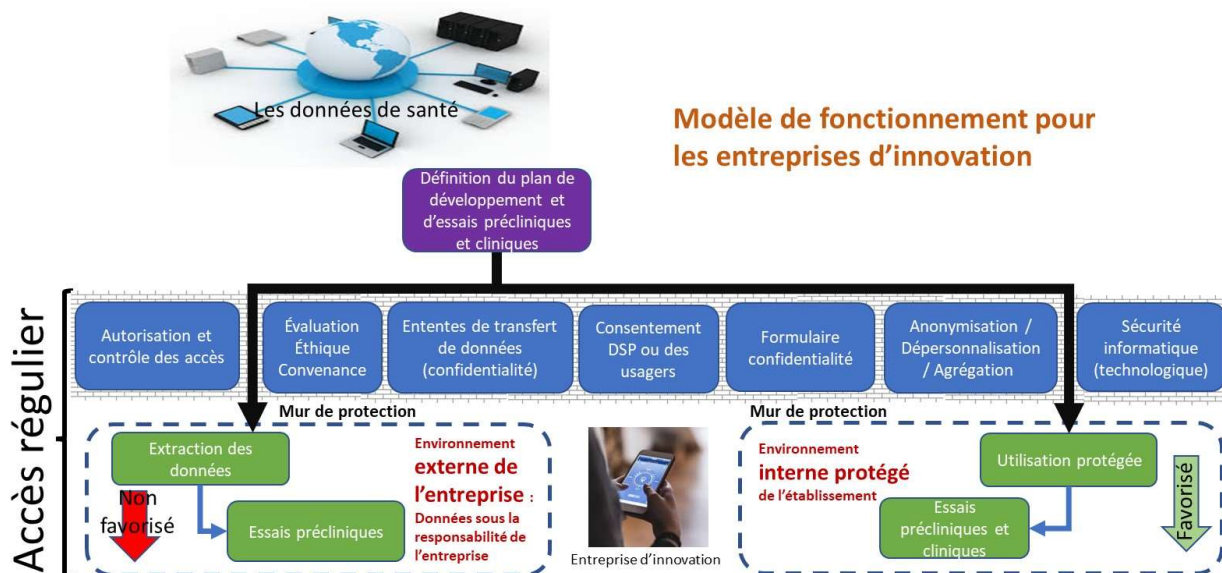 Les données de santé
Modèle de fonctionnement pour
les entreprises d'innovation
Définition du plan de
développement et
d'essais précliniques
et cliniques
Accès régulier
Autorisation et
contrôle des accès
Évaluation
Éthique
Convenance
Ententes de transfert
de données
(confidentialité)
Consentement
DSP ou des
usagers
Formulaire
confidentialité
Anonymisation /
Dépersonnalisation
/ Agrégation
Sécurité
informatique
(technologique)
Mur de protection
Mur de protection
Extraction des
données
Non
favorisé
Essais précliniques
Environnement
externe de
l'entreprise :
Données sous la
responsabilité de
l'entreprise
Entreprise d'innovation
Environnement
interne protégé
de l'établissement
Utilisation protégée
Essais
précliniques et
cliniques
Favorisé